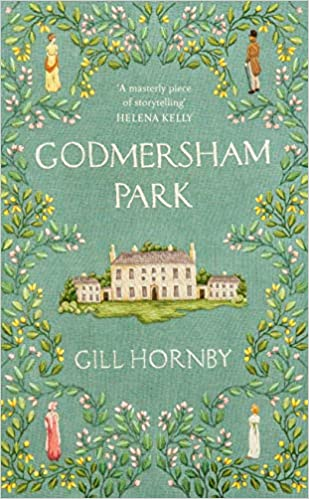 'A masterly piece
of storytelling'
HELENA KELLY
GODMERSHAM
PARK
GILL HORNBY